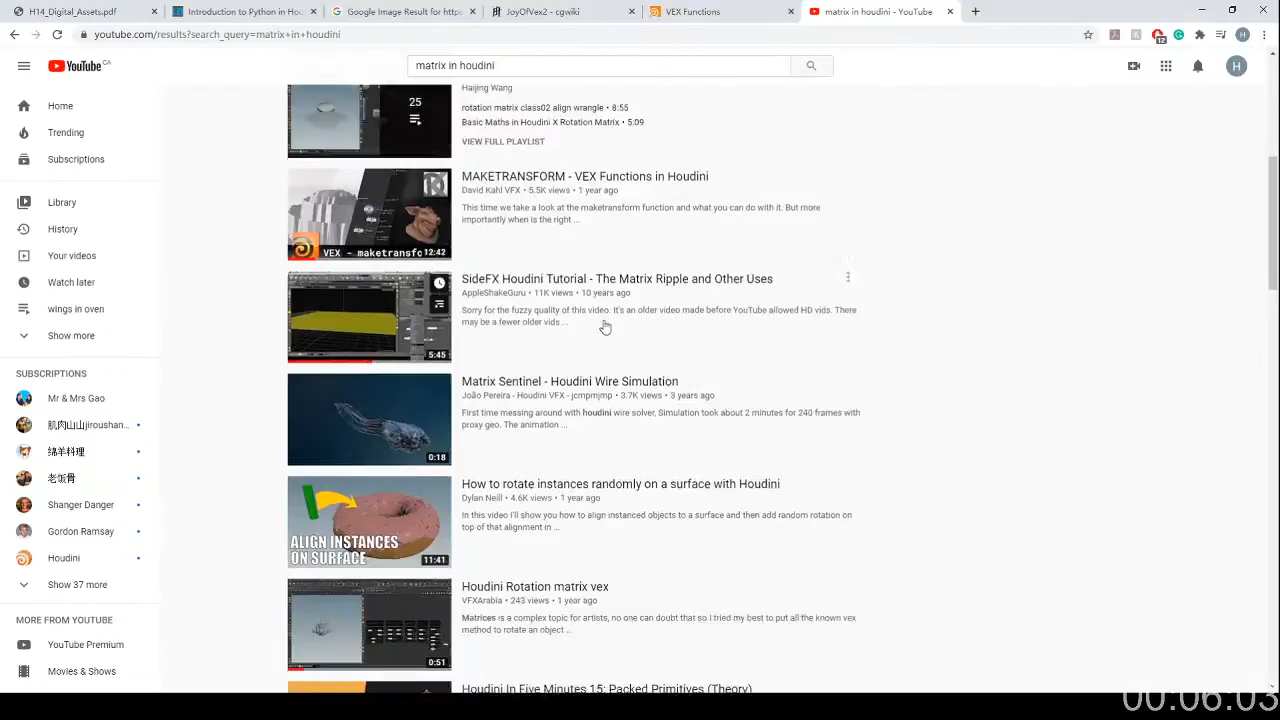 H14_Digital_Assets.pdf
Introduction to Python in Hou
Google Image Result for https
JoyOfVex2 - cgwiki
VEX Functions
matrix in houdini - YouTube
youtube.com/results?search_query=matrix+in+houdini
12
H
YouTube CA
matrix in houdini
H
Haijing Wang
25
rotation matrix class02 align wrangle • 8:55
Basic Maths in Houdini X Rotation Matrix • 5:09
VIEW FULL PLAYLIST
Home
Trending
Subscriptions
Library
History
Your videos
Watch later
wings in oven
Show more
SUBSCRIPTIONS
Mr & Mrs Gao
绵羊料理
老饭骨
Shanger Danger
Gordon Ramsay
Houdini
Show 37 more
MORE FROM YOUTUBE
YouTube Premium
Movies & Shows
MAKETRANSFORM - VEX Functions in Houdini
David Kahl VFX • 5.5K views • 1 year ago
This time we take a look at the maketransform function and what you can do with it. But more
importantly when is the right ...
VEX - maketransfo
12:42
SideFX Houdini Tutorial - The Matrix Ripple and Other Uses
AppleShakeGuru • 11K views • 10 years ago
Sorry for the fuzzy quality of this video. It's an older video made before YouTube allowed HD vids. There
may be a fewer older vids ...
5:45
Matrix Sentinel - Houdini Wire Simulation
João Pereira - Houdini VFX - jcmpmjmp • 3.7K views • 3 years ago
First time messing around with houdini wire solver, Simulation took about 2 minutes for 240 frames with
proxy geo. The animation ...
0:18
How to rotate instances randomly on a surface with Houdini
Dylan Neill • 4.6K views • 1 year ago
In this video I'll show you how to align instanced objects to a surface and then add random rotation on
top of that alignment in ...
ALIGN INSTANCES
ON SURFACE
11:41
Houdini Rotation matrix vex
VFXArabia • 243 views • 1 year ago
Matrices is a complex topic for artists, no one can doubt that so I tried my best to put all the known vex
method to rotate an object ...
0:51
Houdini In Five Minutes 15: Packed Primitives (Theory)
00:06:03